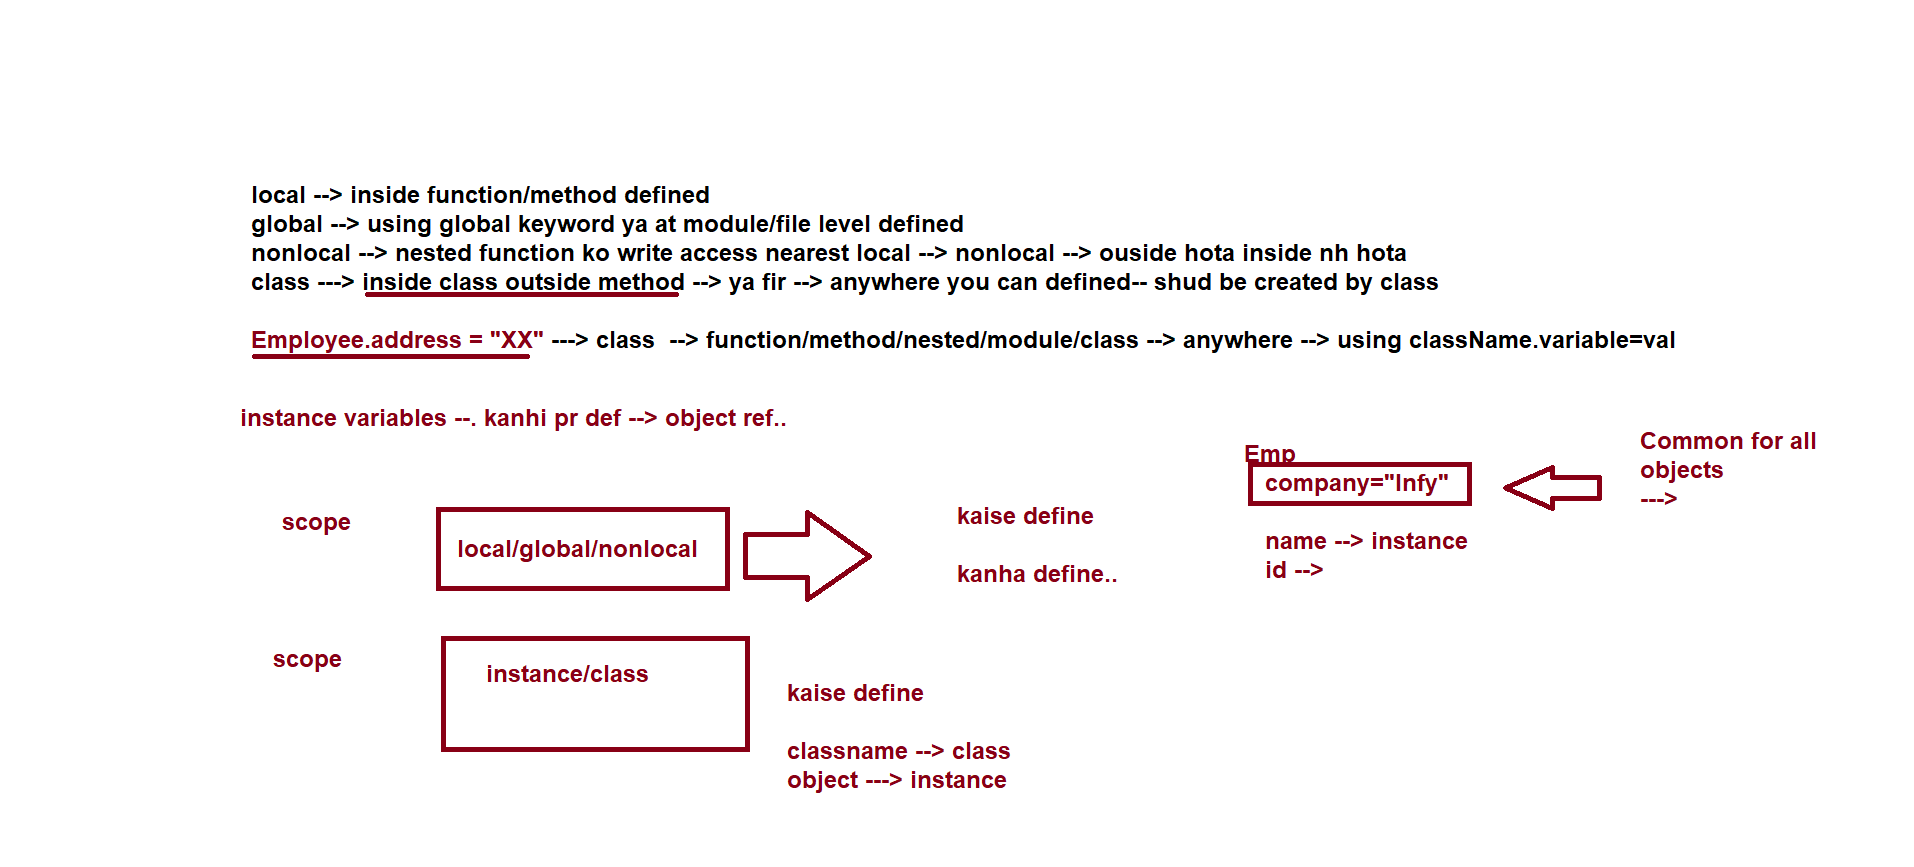 local --> inside function/method defined
global --> using global keyword ya at module/file level defined
nonlocal --> nested function ko write access nearest local --> nonlocal --> ouside hota inside nh hota
class ---> inside class outside method --> ya fir --> anywhere you can defined-- shud be created by class
Employee.address = "XX" ---> class --> function/method/nested/module/class --> anywhere --> using className.variable=val
instance variables --. kanhi pr def --> object ref..
Emp
company="Infy"
Common for all
objects
--->
name --> instance
id -->
scope
local/global/nonlocal
kaise define
kanha define..
scope
instance/class
kaise define
classname --> class
object ---> instance